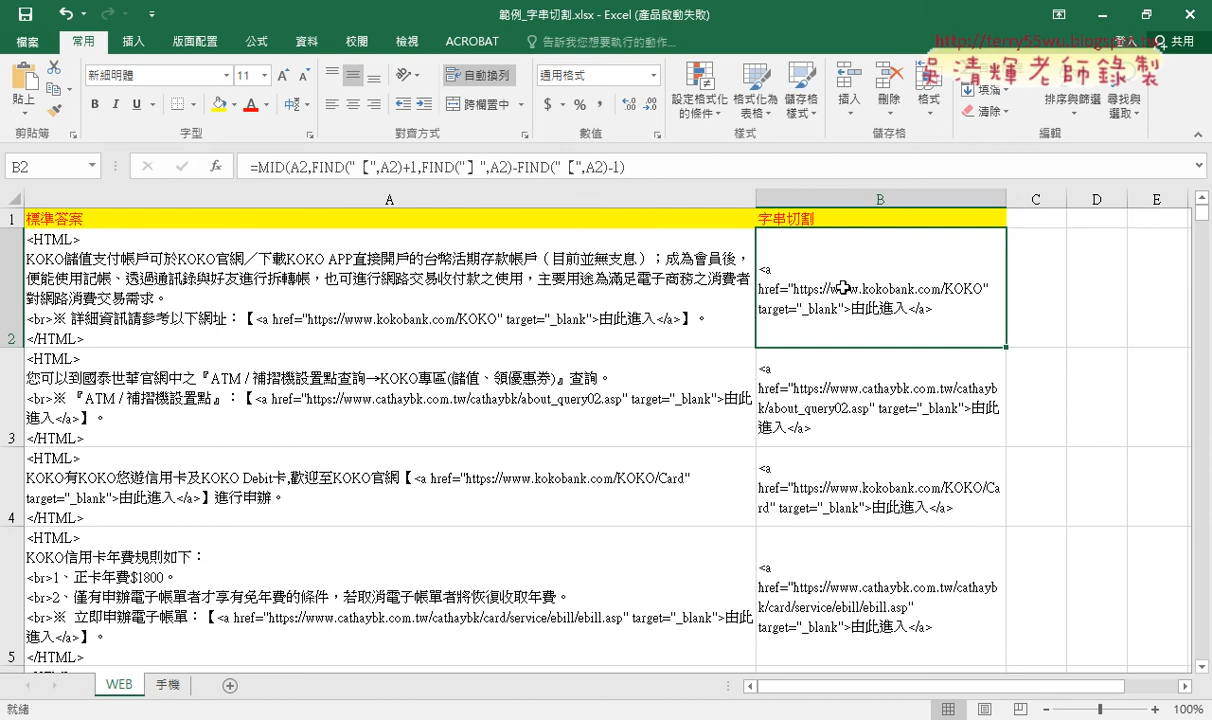 範例_字串切割.xlsx - Excel (產品啟動失敗)
http://terry55wu.blogspot.tw
吳清輝老師錄製
檔案 常用 插入 版面配置 公式 資料 校閱 檢視 ACROBAT 告訴我您想要執行的動作... 登入 共用
貼上 新細明體 11 自動換列 通用格式 設定格式化的條件 格式化為表格 儲存格樣式 插入 刪除 格式 填滿 排序與篩選 尋找與選取
B I U 跨欄置中 $ % , 清除
剪貼簿 字型 對齊方式 數值 樣式 儲存格 編輯
B2 fx =MID(A2,FIND("【",A2)+1,FIND("】",A2)-FIND("【",A2)-1)
A B C D E
1 標準答案 字串切割
2
<HTML>
KOKO儲值支付帳戶可於KOKO官網／下載KOKO APP直接開戶的台幣活期存款帳戶（目前並無支息）；成為會員後，
便能使用記帳、透過通訊錄與好友進行拆轉帳，也可進行網路交易收付款之使用，主要用途為滿足電子商務之消費者
對網路消費交易需求。
<br>※ 詳細資訊請參考以下網址：【<a href="https://www.kokobank.com/KOKO" target="_blank">由此進入</a>】。
</HTML>
<a
href="https://www.kokobank.com/KOKO"
target="_blank">由此進入</a>
3
<HTML>
您可以到國泰世華官網中之『ATM / 補摺機設置點查詢→KOKO專區(儲值、領優惠券)』查詢。
<br>※ 『ATM / 補摺機設置點』：【<a href="https://www.cathaybk.com.tw/cathaybk/about_query02.asp" target="_blank">由此
進入</a>】。
</HTML>
<a
href="https://www.cathaybk.com.tw/cathayb
k/about_query02.asp" target="_blank">由此
進入</a>
4
<HTML>
KOKO有KOKO悠遊信用卡及KOKO Debit卡,歡迎至KOKO官網【<a href="https://www.kokobank.com/KOKO/Card"
target="_blank">由此進入</a>】進行申辦。
</HTML>
<a
href="https://www.kokobank.com/KOKO/Ca
rd" target="_blank">由此進入</a>
5
<HTML>
KOKO信用卡年費規則如下：
<br>1、正卡年費$1800。
<br>2、僅有申辦電子帳單者才享有免年費的條件，若取消電子帳單者將恢復收取年費。
<br>※ 立即申辦電子帳單：【<a href="https://www.cathaybk.com.tw/cathaybk/card/service/ebill/ebill.asp" target="_blank">由此
進入</a>】。
</HTML>
<a
href="https://www.cathaybk.com.tw/cathayb
k/card/service/ebill/ebill.asp"
target="_blank">由此進入</a>
WEB 手機
就緒 100%